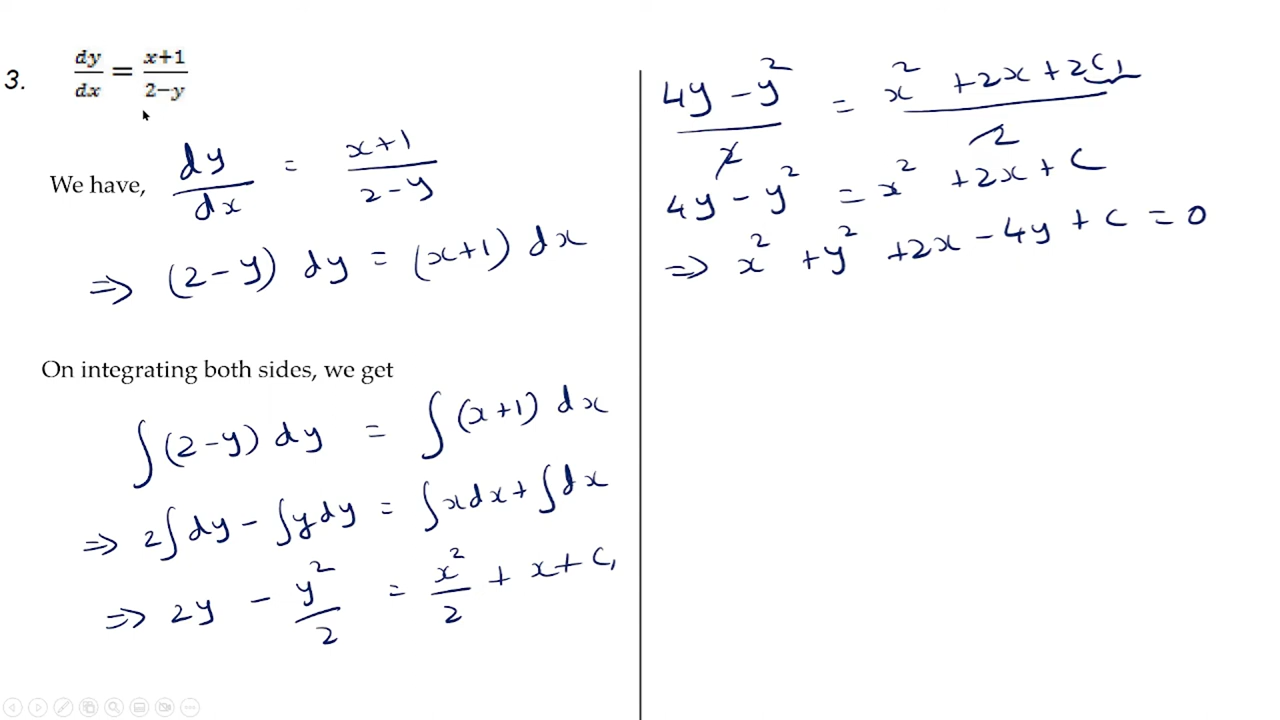 3. dy/dx = x+1/2−y
We have, dy/dx = x+1/2−y
⇒ (2−y) dy = (x+1) dx
On integrating both sides, we get
∫(2−y) dy = ∫(x+1) dx
⇒ 2∫dy − ∫y dy = ∫x dx + ∫dx
⇒ 2y − y²/2 = x²/2 + x + C₁
4y − y²/2 = x² + 2x + 2C₁/2
4y − y² = x² + 2x + C
⇒ x² + y² + 2x − 4y + C = 0